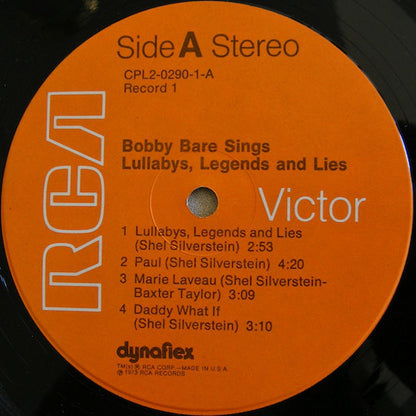 Side A Stereo
CPL2-0290-1-A
Record 1
Bobby Bare Sings
Lullabys, Legends and Lies
RCA
Victor
1 Lullabys, Legends and Lies
(Shel Silverstein) 2:53
2 Paul (Shel Silverstein) 4:20
3 Marie Laveau (Shel Silverstein-
Baxter Taylor) 3:09
4 Daddy What If
(Shel Silverstein) 3:10
dynaflex
TM(s) ® RCA CORP.—MADE IN U.S.A.
℗ 1973 RCA RECORDS